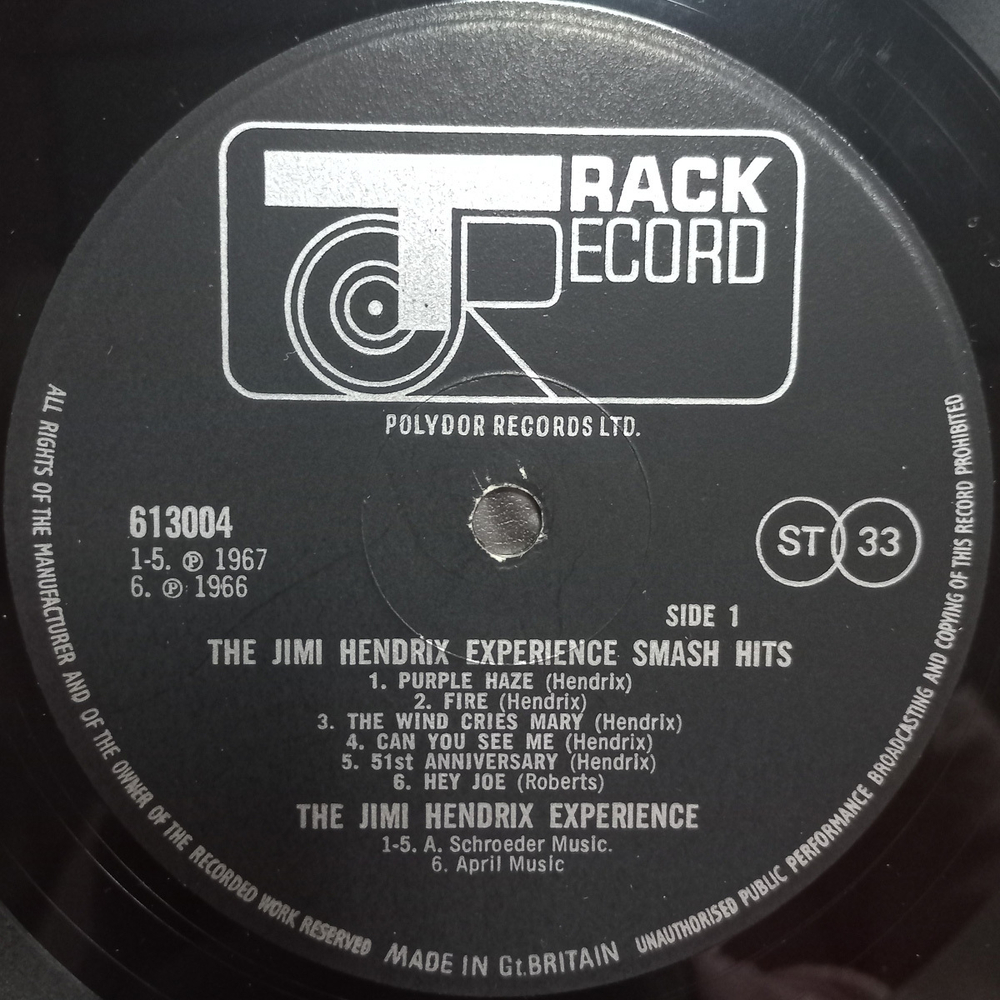 TRACK
RECORD
POLYDOR RECORDS LTD.
613004
1-5. ℗ 1967
6. ℗ 1966
ST 33
SIDE 1
THE JIMI HENDRIX EXPERIENCE SMASH HITS
1. PURPLE HAZE (Hendrix)
2. FIRE (Hendrix)
3. THE WIND CRIES MARY (Hendrix)
4. CAN YOU SEE ME (Hendrix)
5. 51st ANNIVERSARY (Hendrix)
6. HEY JOE (Roberts)
THE JIMI HENDRIX EXPERIENCE
1-5. A. Schroeder Music.
6. April Music
ALL RIGHTS OF THE MANUFACTURER AND OF THE OWNER OF THE RECORDED WORK RESERVED
MADE IN Gt. BRITAIN
UNAUTHORISED PUBLIC PERFORMANCE BROADCASTING AND COPYING OF THIS RECORD PROHIBITED